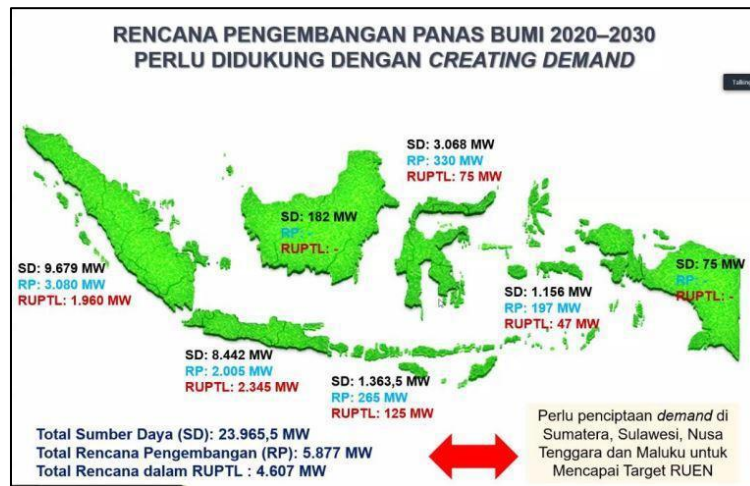 RENCANA PENGEMBANGAN PANAS BUMI 2020–2030
PERLU DIDUKUNG DENGAN CREATING DEMAND
SD: 3.068 MW
RP: 330 MW
RUPTL: 75 MW
SD: 182 MW
RP: -
RUPTL: -
SD: 9.679 MW
RP: 3.080 MW
RUPTL: 1.960 MW
SD: 75 MW
RP: -
RUPTL: -
SD: 1.156 MW
RP: 197 MW
RUPTL: 47 MW
SD: 8.442 MW
RP: 2.005 MW
RUPTL: 2.345 MW
SD: 1.363,5 MW
RP: 265 MW
RUPTL: 125 MW
Total Sumber Daya (SD): 23.965,5 MW
Total Rencana Pengembangan (RP): 5.877 MW
Total Rencana dalam RUPTL : 4.607 MW
Perlu penciptaan demand di
Sumatera, Sulawesi, Nusa
Tenggara dan Maluku untuk
Mencapai Target RUEN